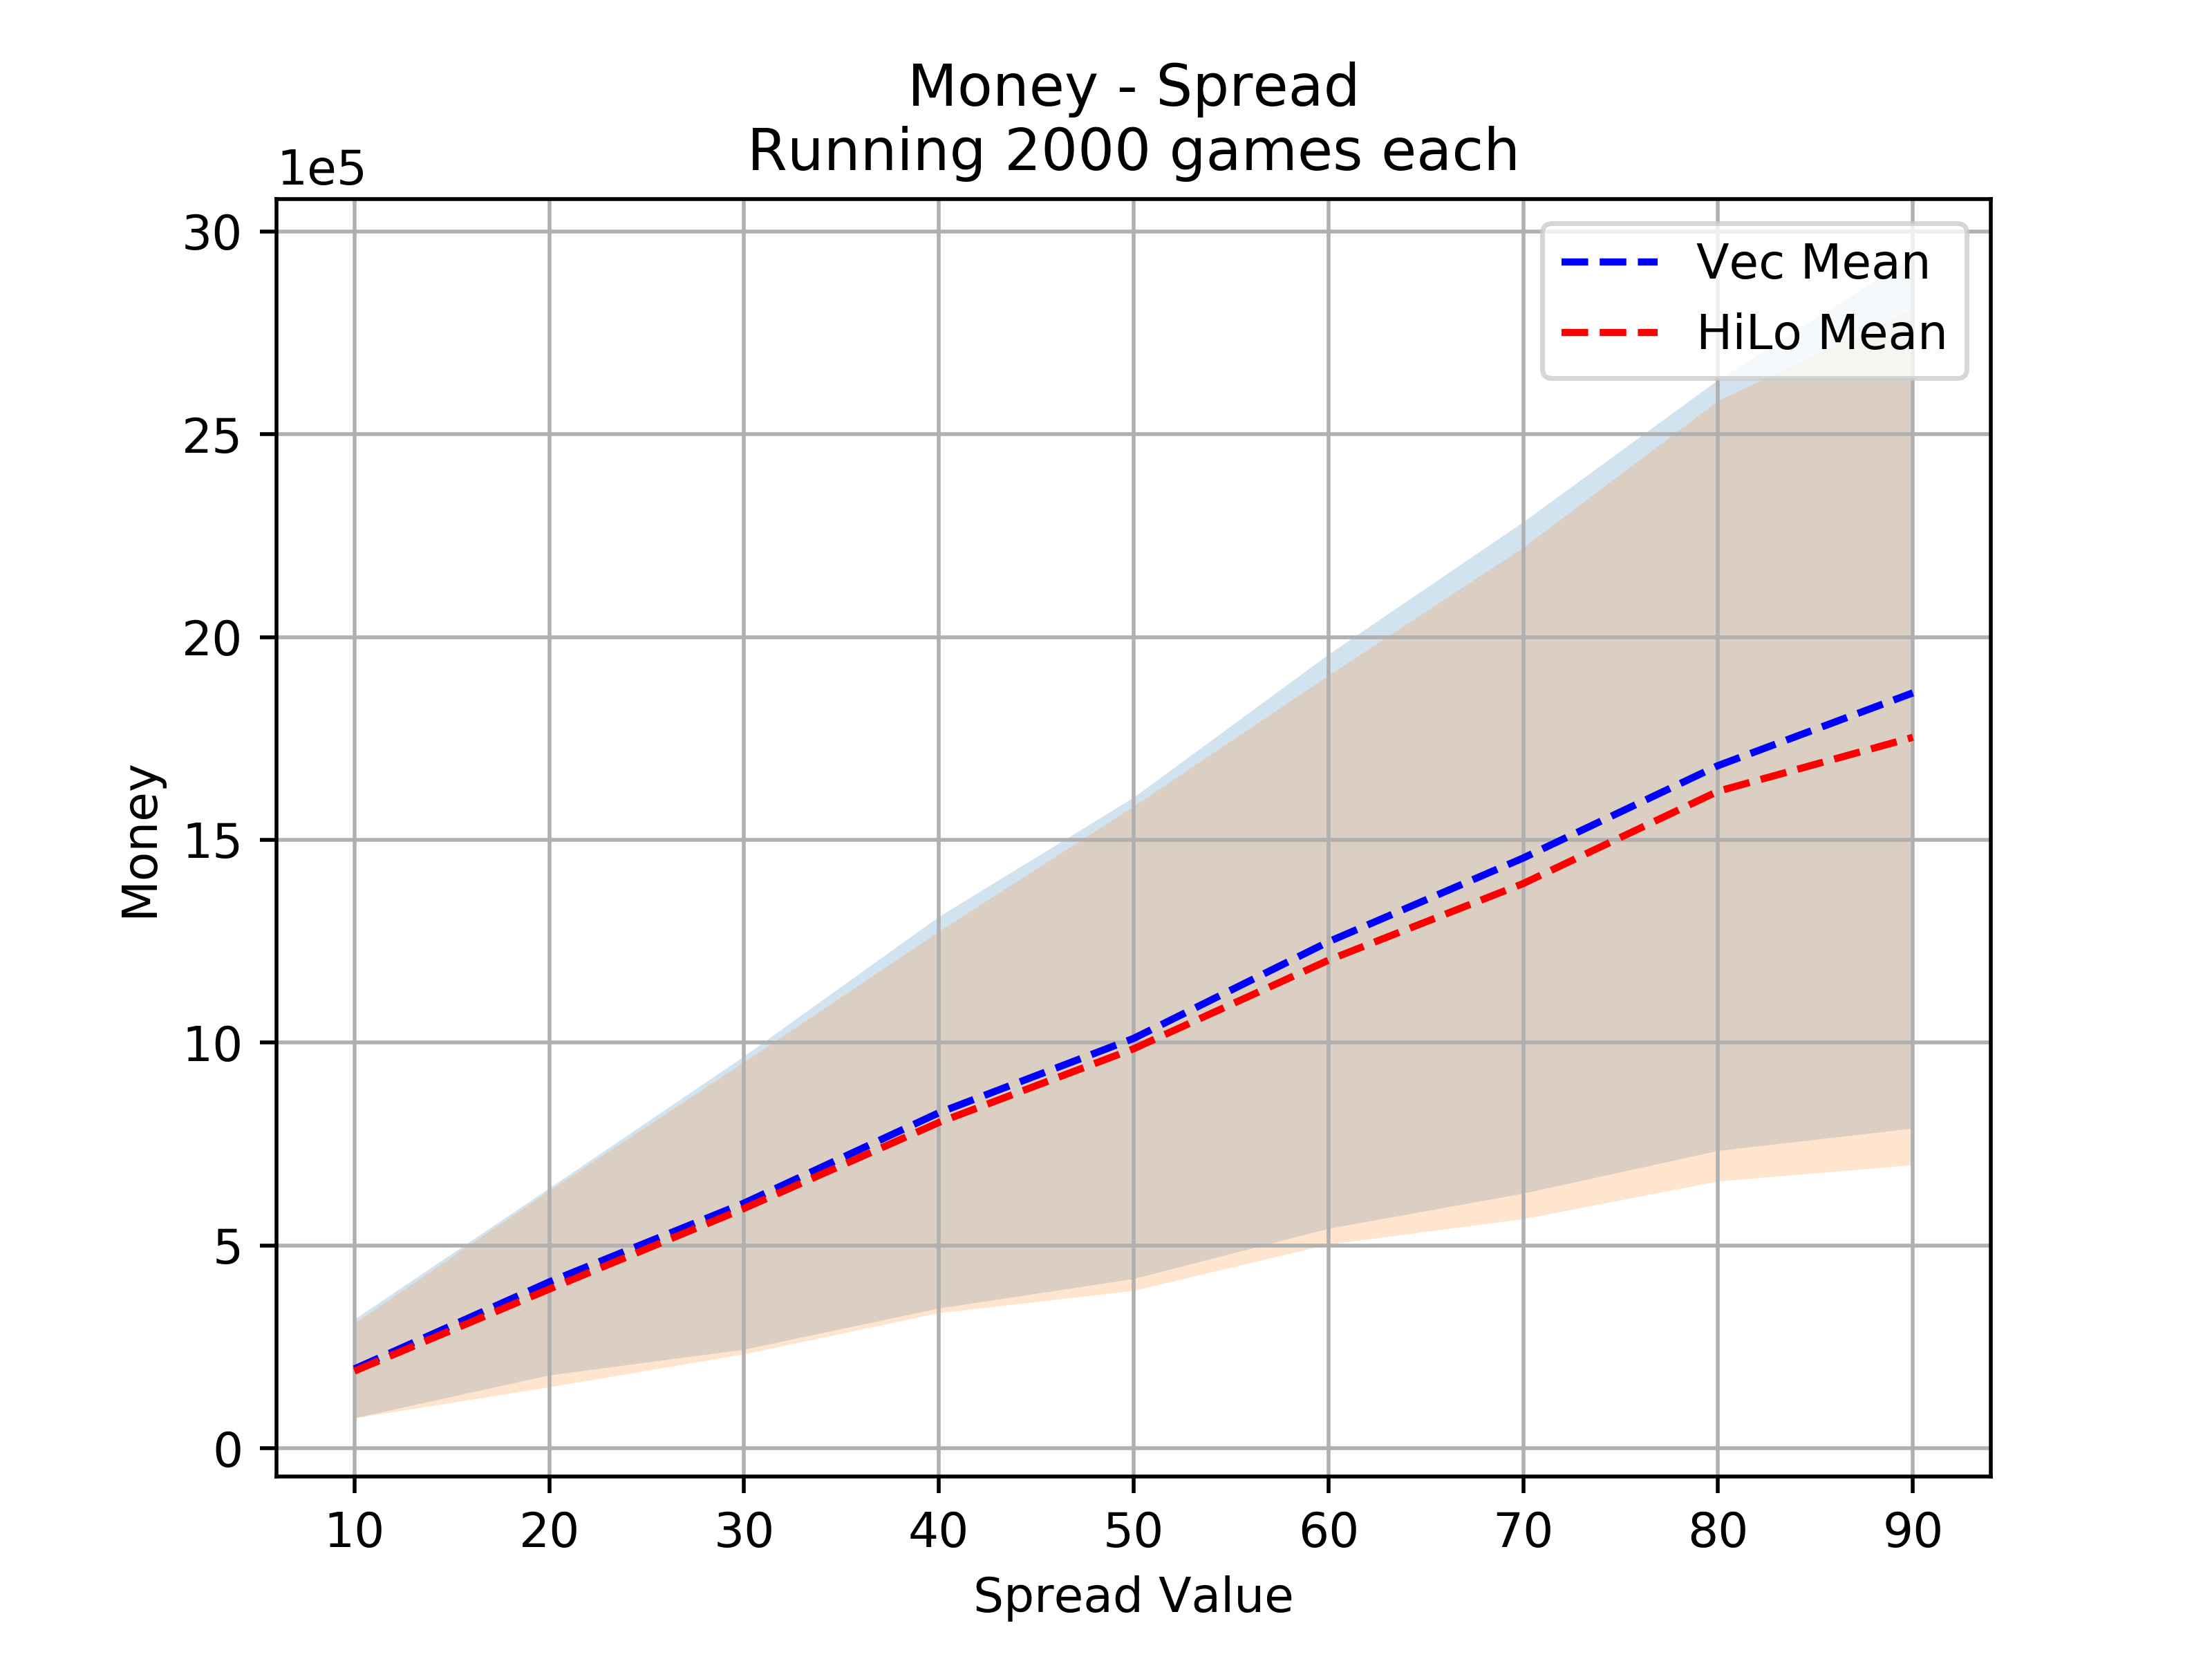 Money - Spread
Running 2000 games each
1e5
30
25
20
15
10
5
0
Money
Vec Mean
HiLo Mean
10 20 30 40 50 60 70 80 90
Spread Value